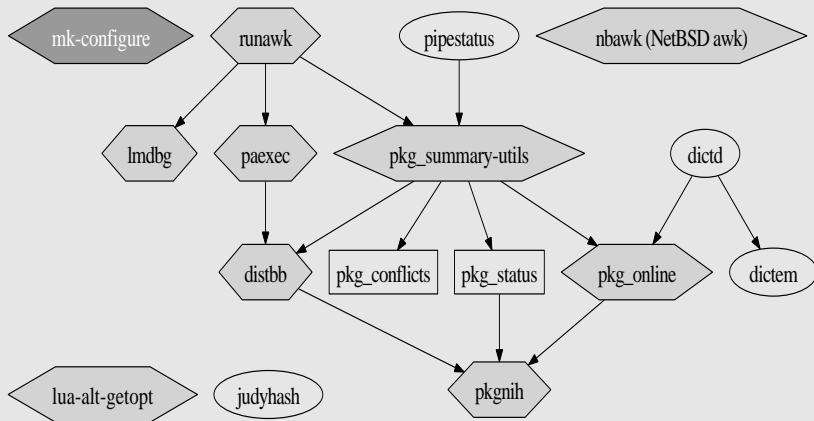 mk-configure
runawk
pipestatus
nbawk (NetBSD awk)
lmdbg
paexec
pkg_summary-utils
dictd
distbb
pkg_conflicts
pkg_status
pkg_online
dictem
lua-alt-getopt
judyhash
pkgnih